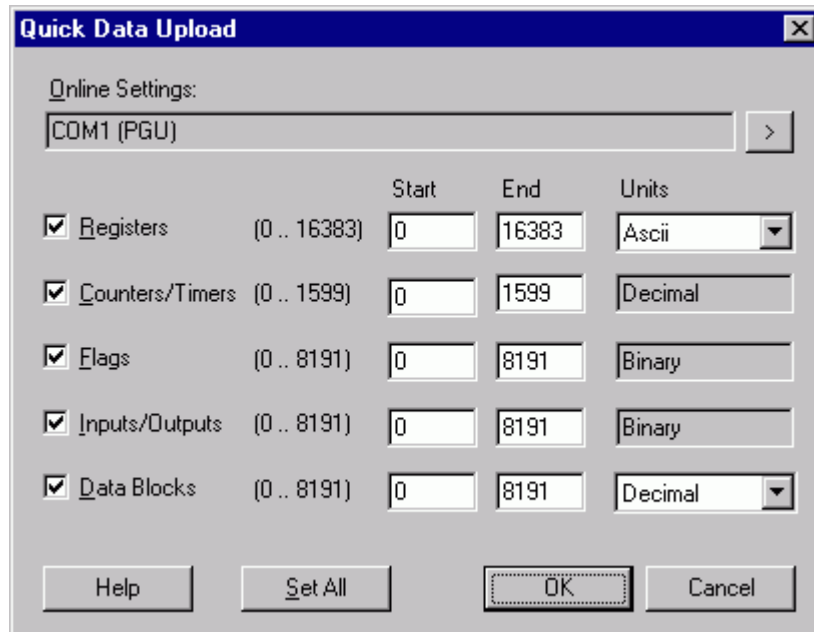 Quick Data Upload
Online Settings:
COM1 (PGU)
>
Start End Units
Registers (0 .. 16383) 0 16383 Ascii
Counters/Timers (0 .. 1599) 0 1599 Decimal
Flags (0 .. 8191) 0 8191 Binary
Inputs/Outputs (0 .. 8191) 0 8191 Binary
Data Blocks (0 .. 8191) 0 8191 Decimal
Help Set All OK Cancel